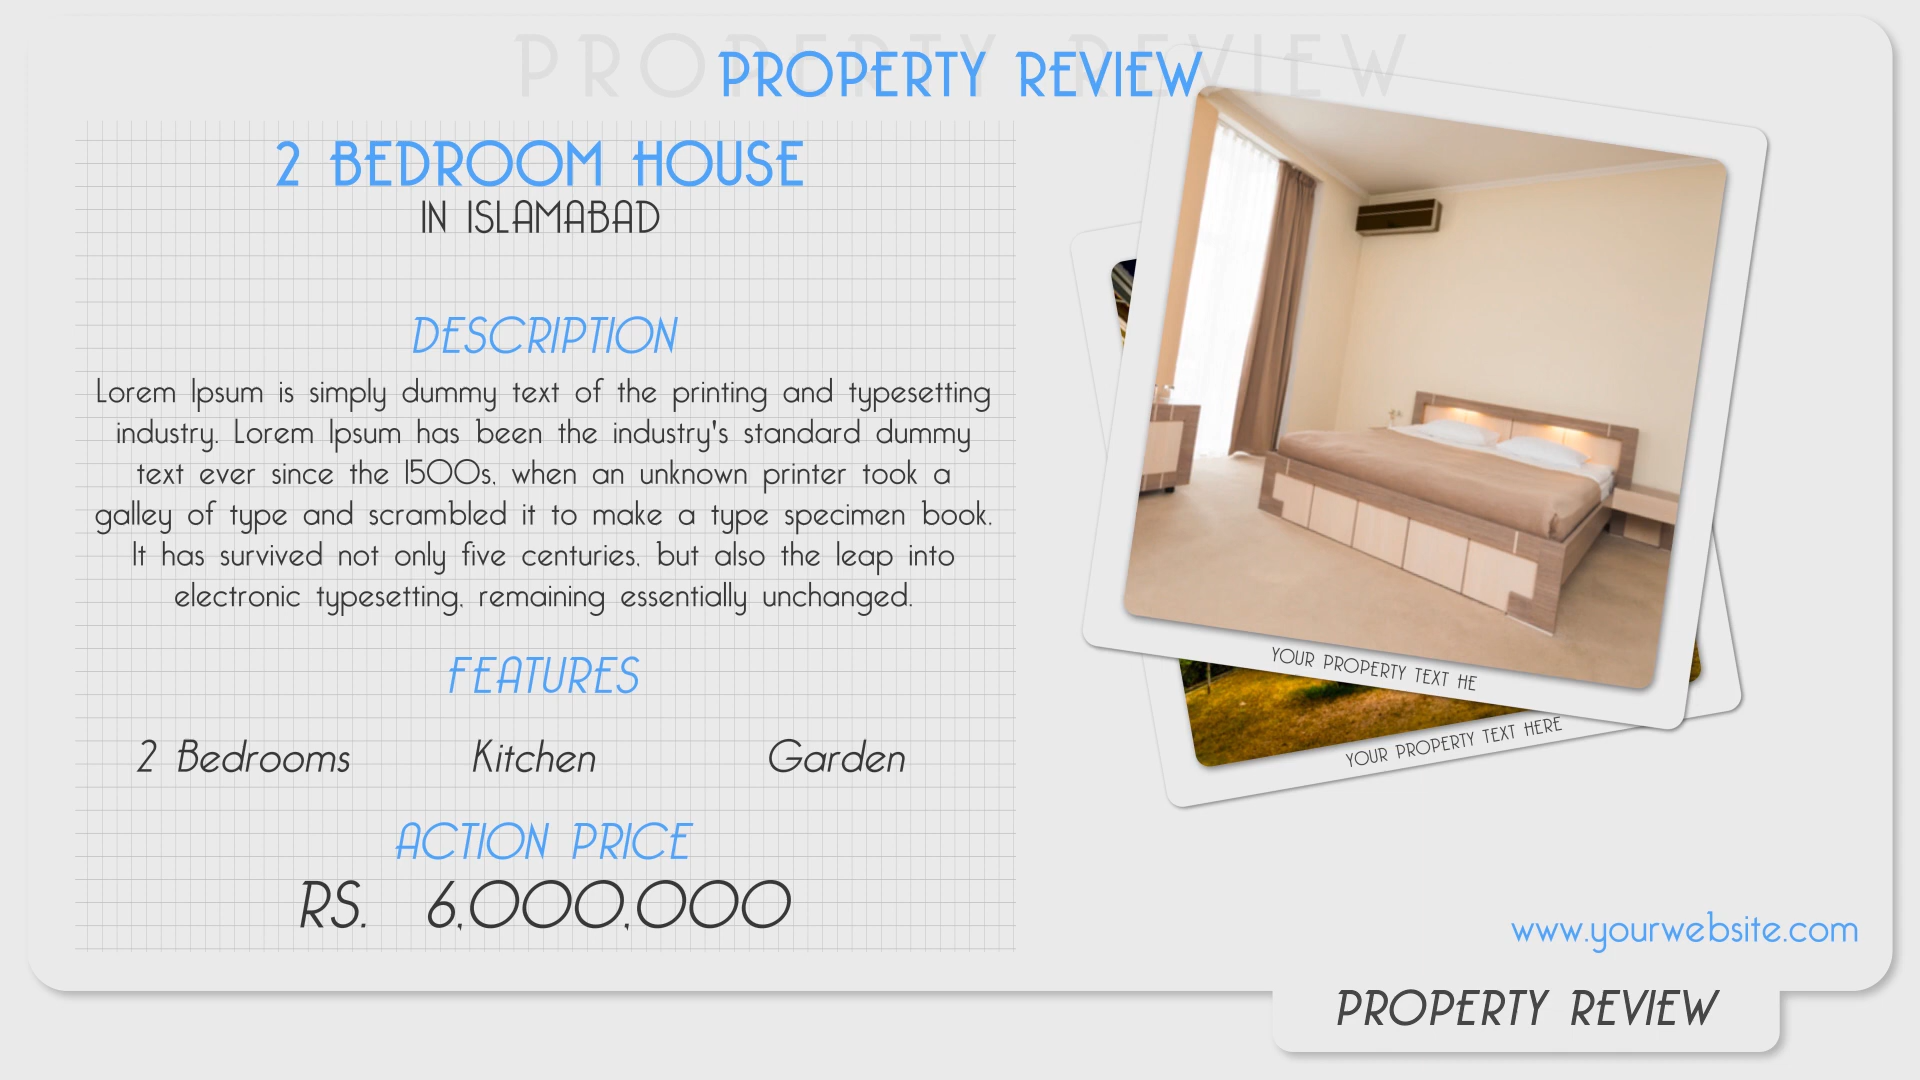 PROPERTY REVIEW
PROPERTY REVIEW
2 BEDROOM HOUSE
IN ISLAMABAD
DESCRIPTION
Lorem Ipsum is simply dummy text of the printing and typesetting
industry. Lorem Ipsum has been the industry's standard dummy
text ever since the 1500s, when an unknown printer took a
galley of type and scrambled it to make a type specimen book.
It has survived not only five centuries, but also the leap into
electronic typesetting, remaining essentially unchanged.
FEATURES
2 Bedrooms Kitchen Garden
ACTION PRICE
RS. 6,000,000
YOUR PROPERTY TEXT HE
YOUR PROPERTY TEXT HERE
www.yourwebsite.com
PROPERTY REVIEW